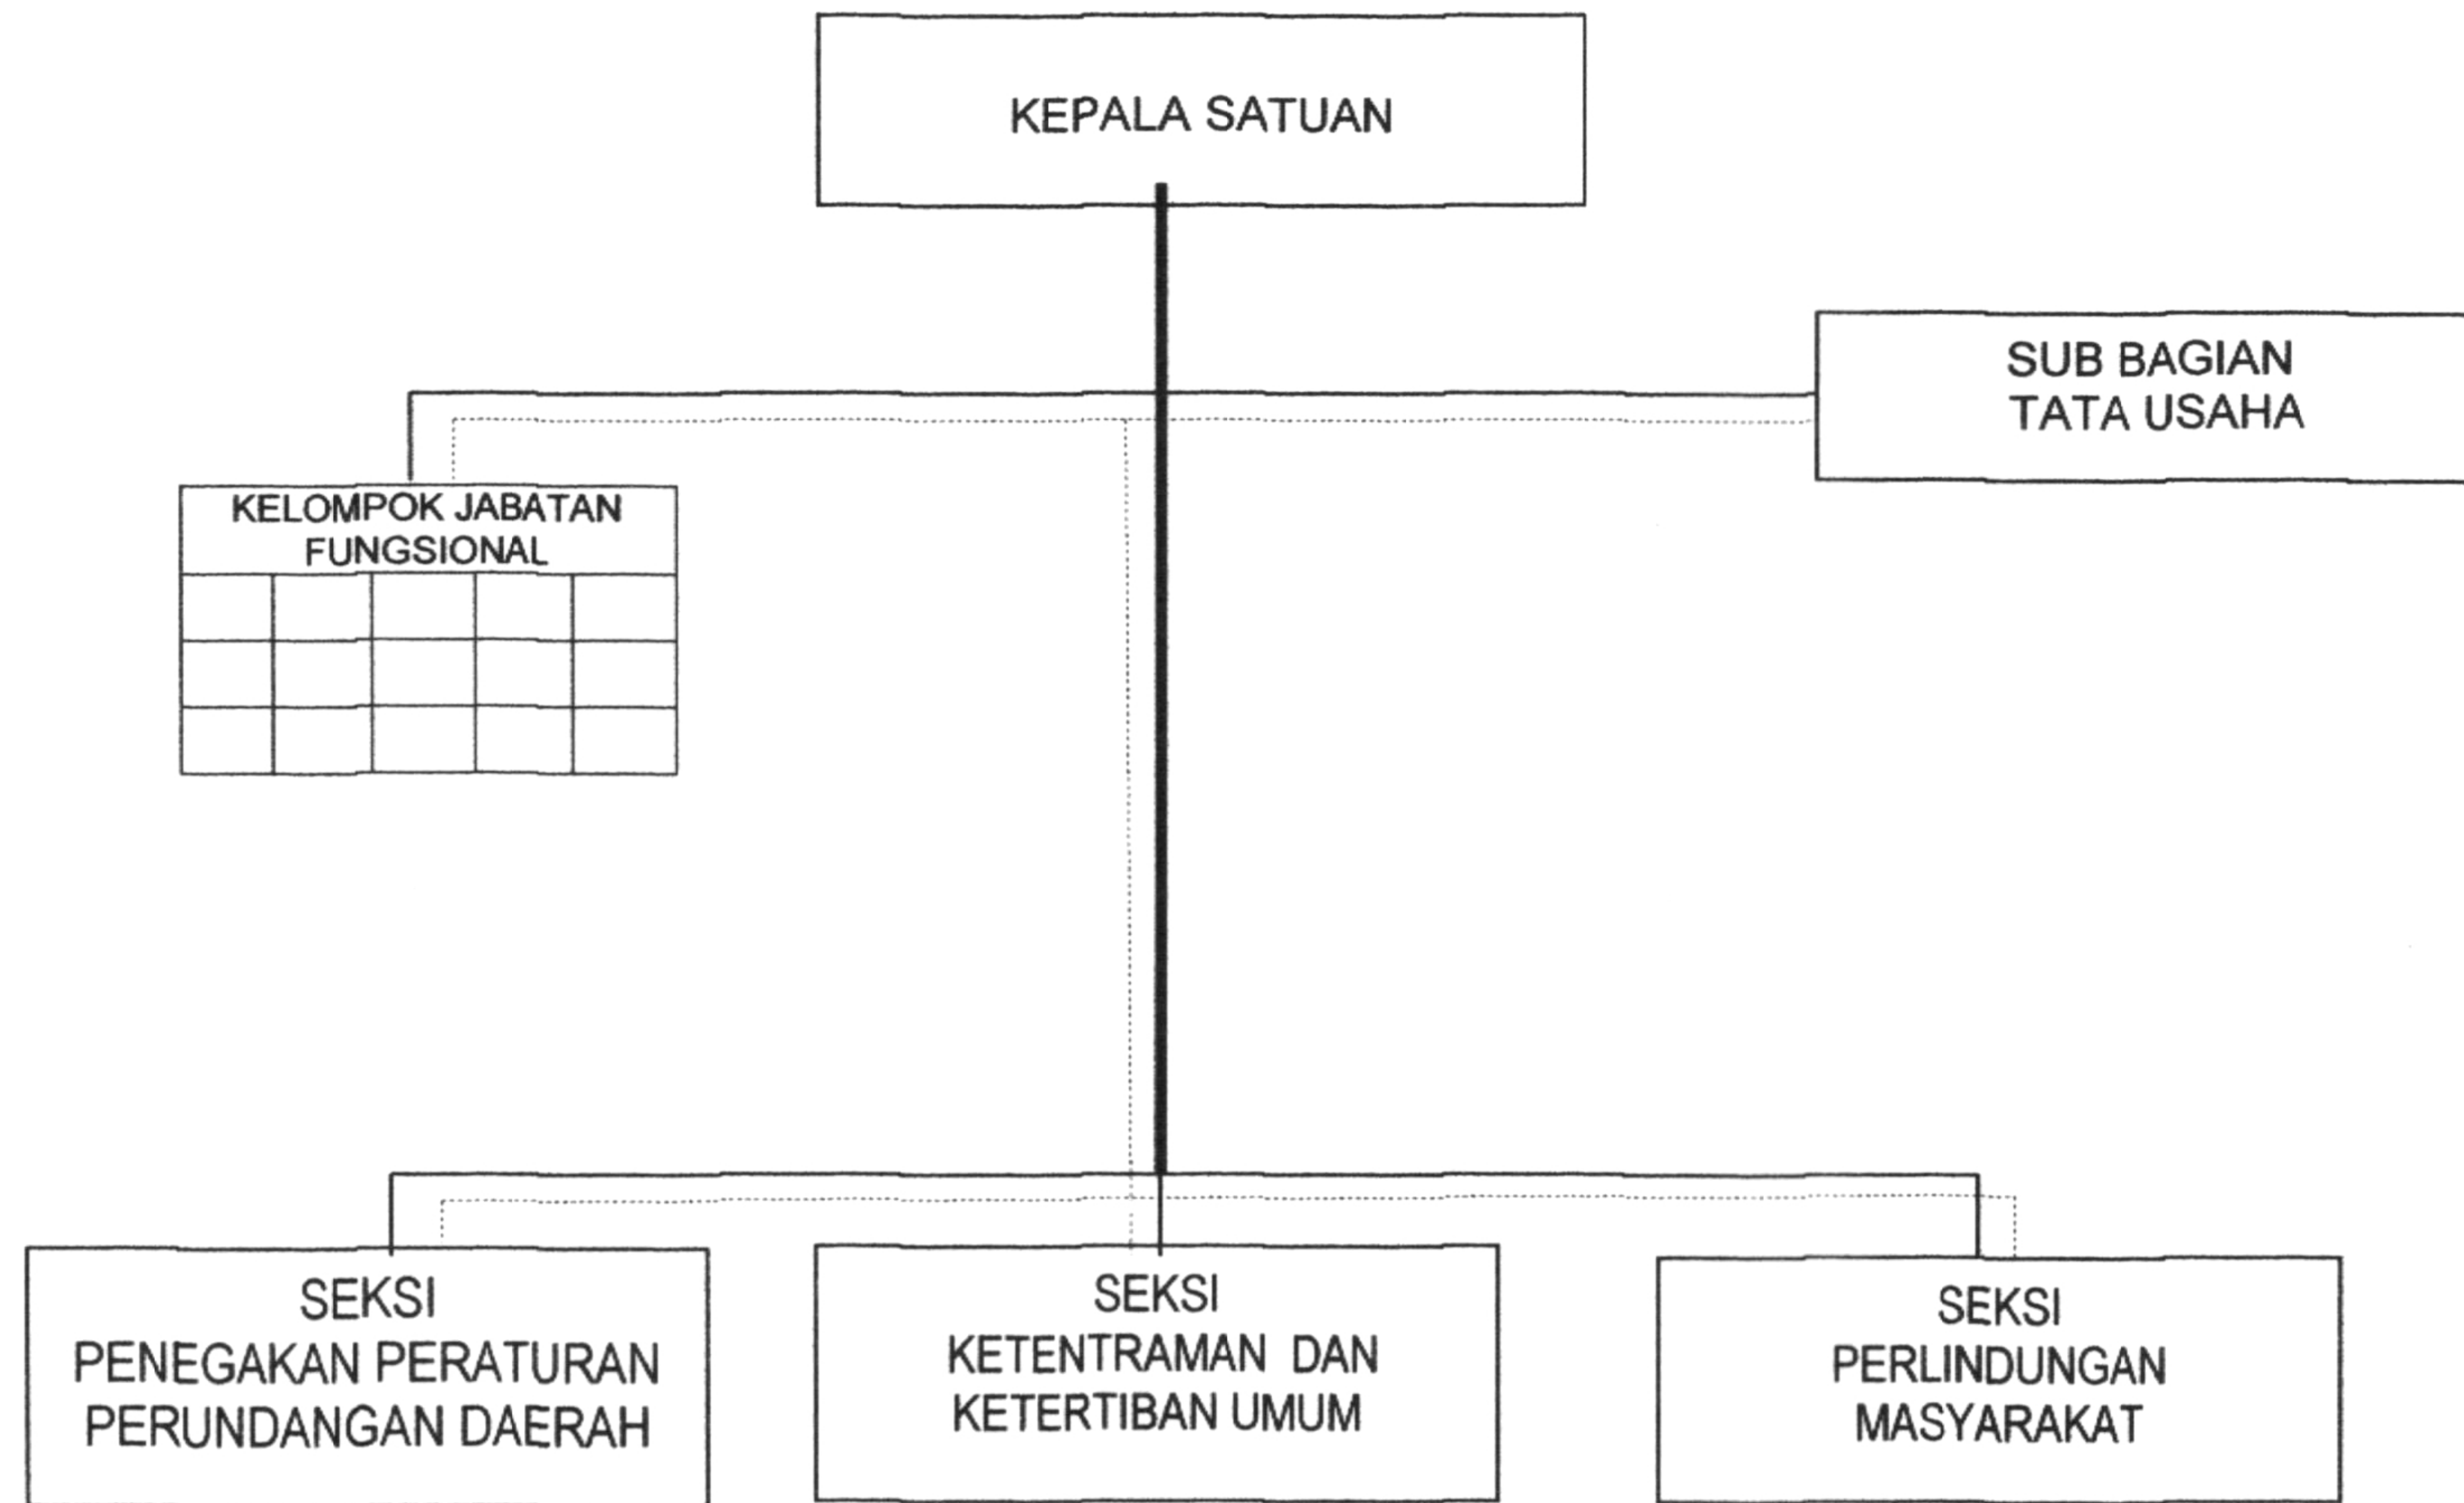 KEPALA SATUAN
SUB BAGIAN
TATA USAHA
KELOMPOK JABATAN
FUNGSIONAL
SEKSI
PENEGAKAN PERATURAN
PERUNDANGAN DAERAH
SEKSI
KETENTRAMAN DAN
KETERTIBAN UMUM
SEKSI
PERLINDUNGAN
MASYARAKAT